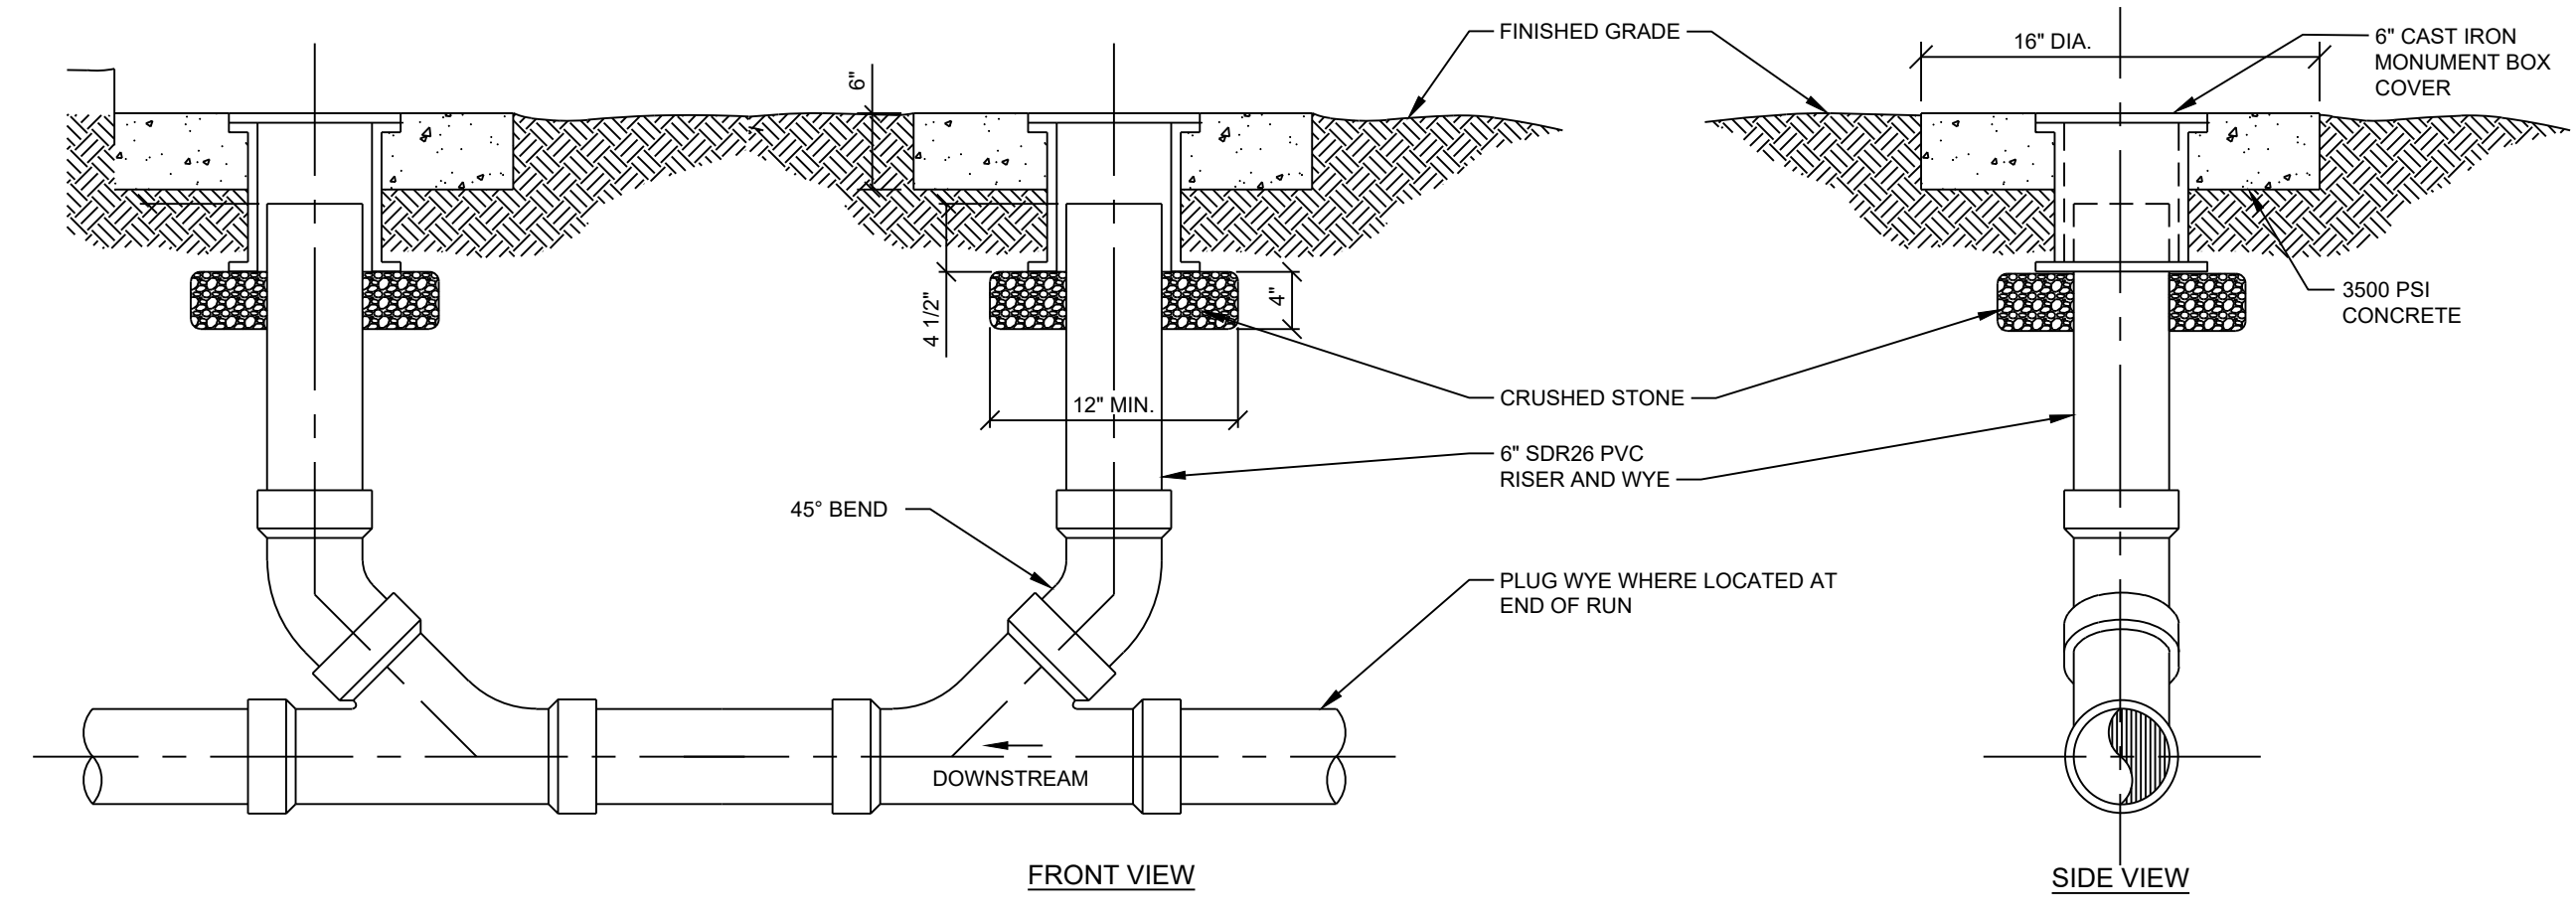 FINISHED GRADE
16" DIA.
6" CAST IRON
MONUMENT BOX
COVER
6"
4 1/2"
4"
3500 PSI
CONCRETE
12" MIN.
CRUSHED STONE
6" SDR26 PVC
RISER AND WYE
45° BEND
PLUG WYE WHERE LOCATED AT
END OF RUN
DOWNSTREAM
FRONT VIEW
SIDE VIEW